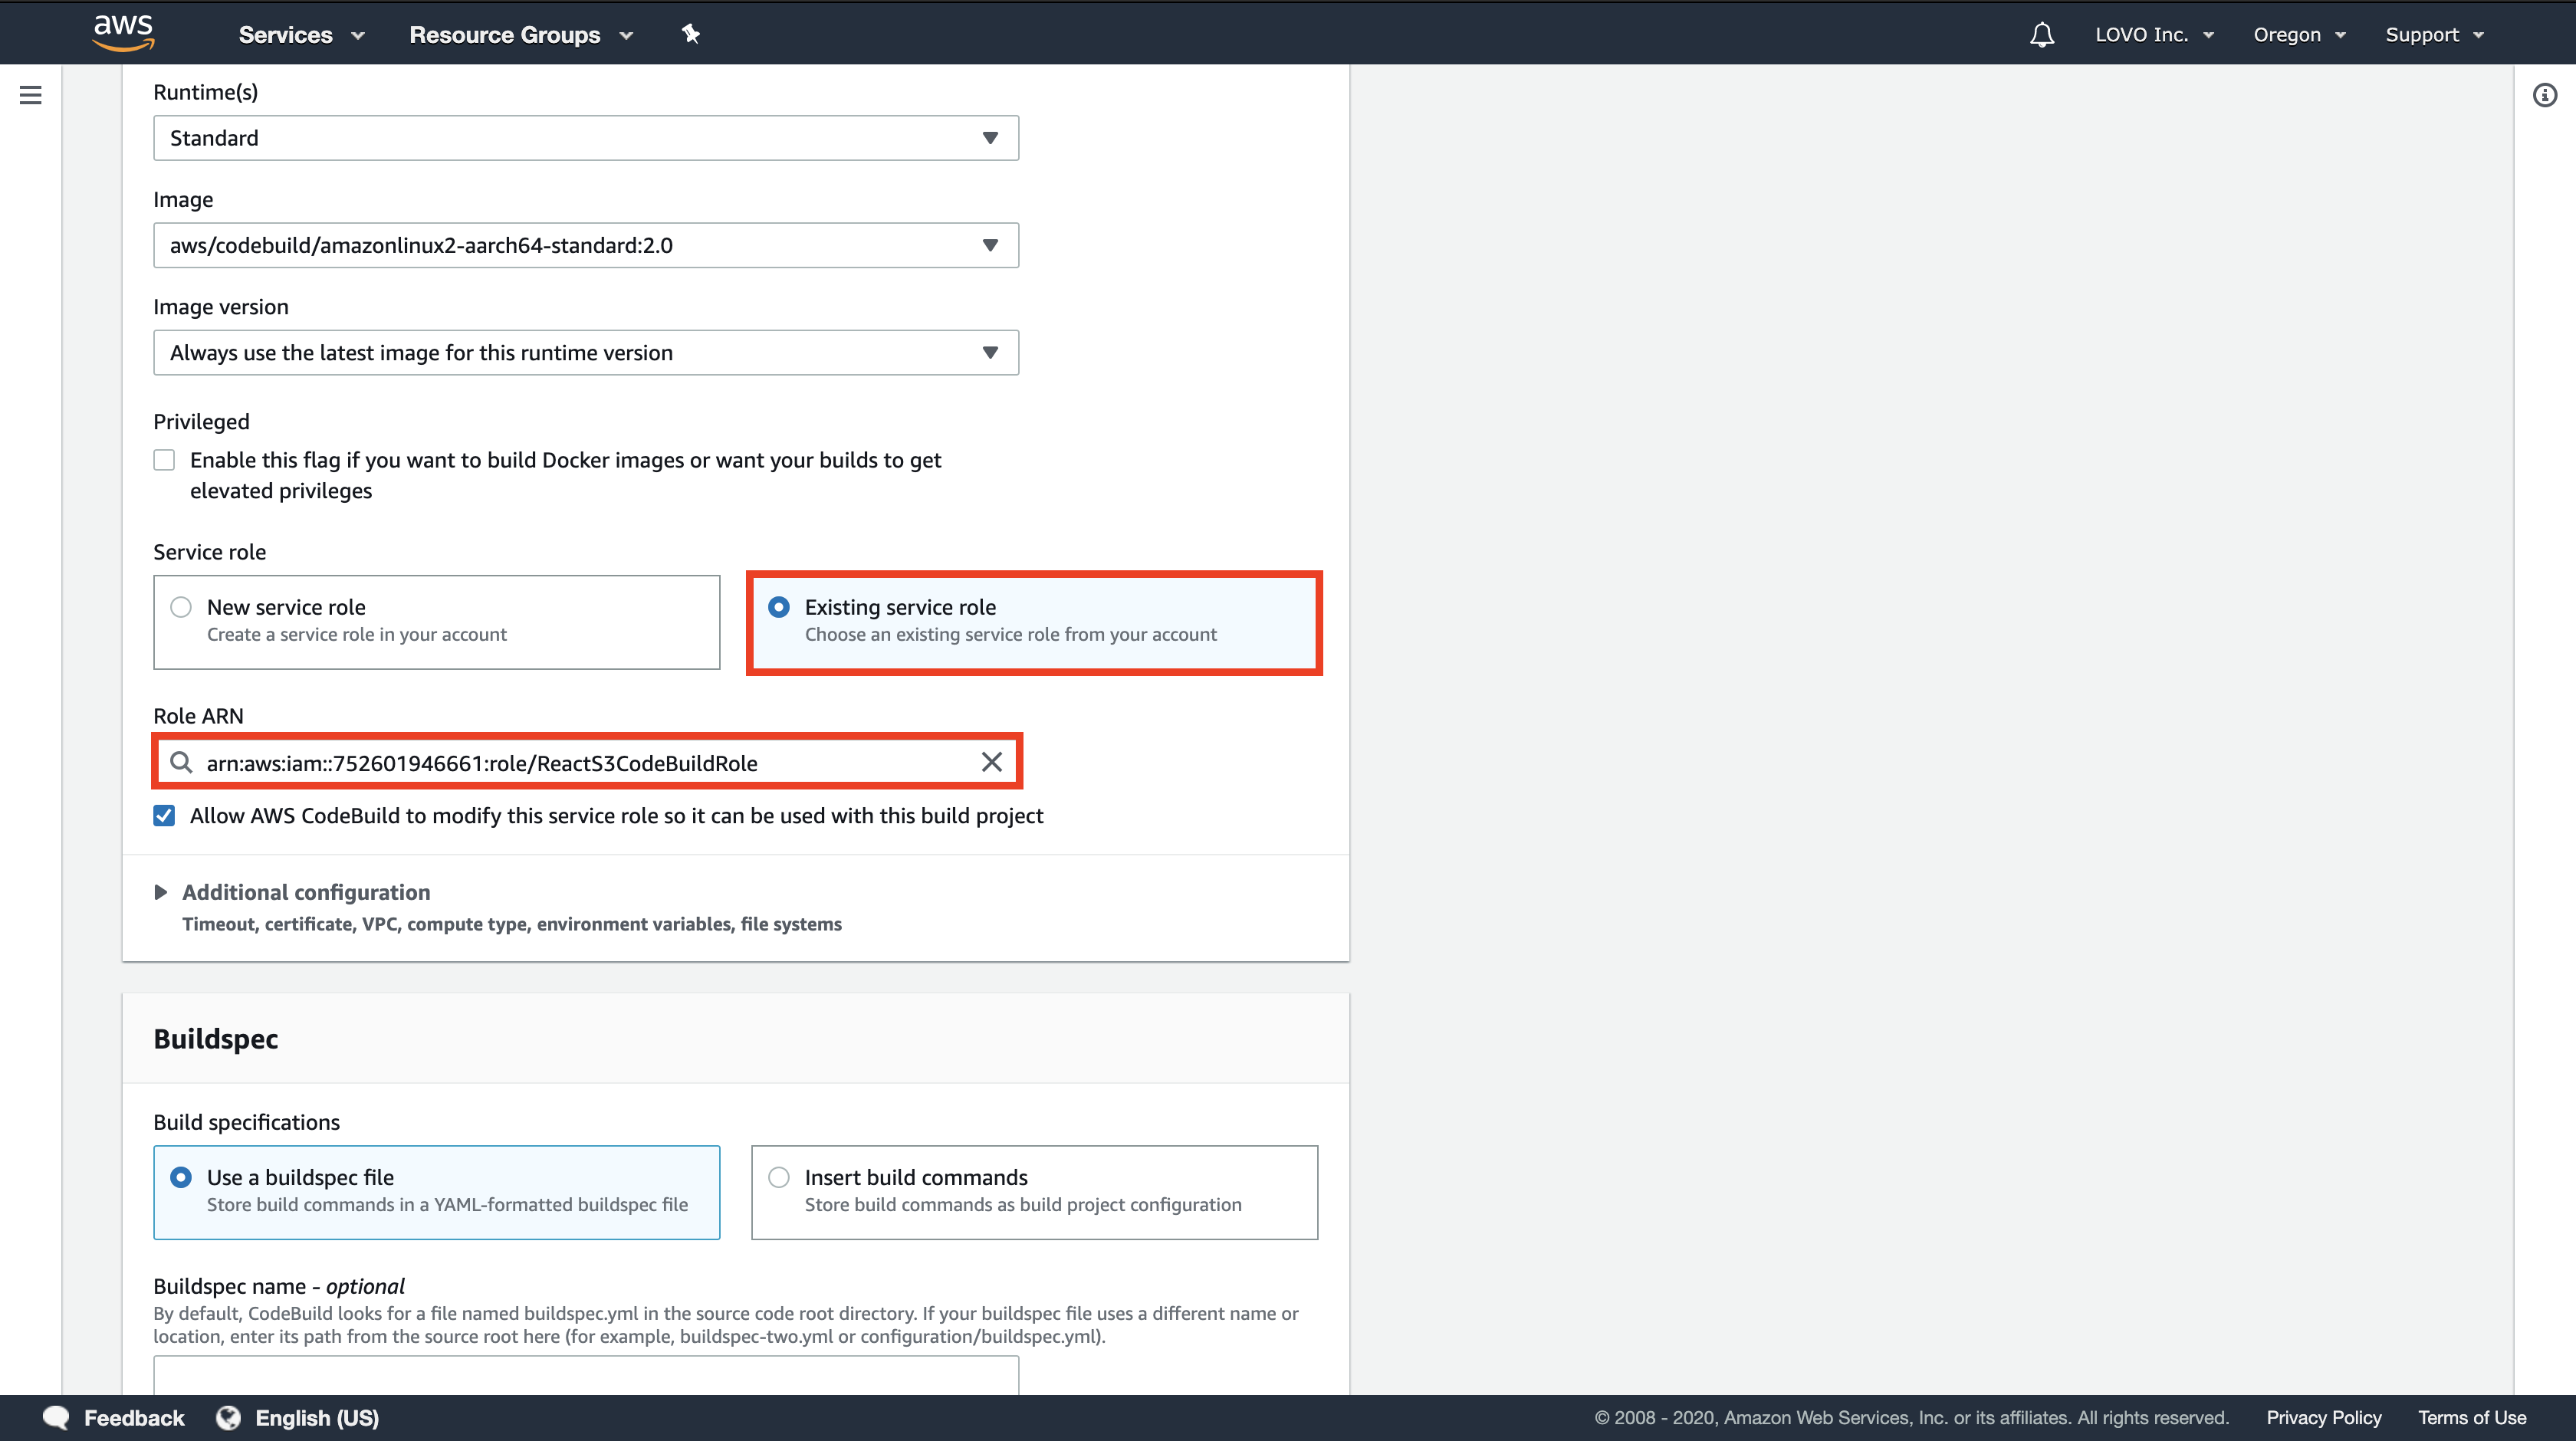 aws Services Resource Groups LOVO Inc. Oregon Support
Runtime(s)
Standard
Image
aws/codebuild/amazonlinux2-aarch64-standard:2.0
Image version
Always use the latest image for this runtime version
Privileged
Enable this flag if you want to build Docker images or want your builds to get
elevated privileges
Service role
New service role
Create a service role in your account
Existing service role
Choose an existing service role from your account
Role ARN
arn:aws:iam::752601946661:role/ReactS3CodeBuildRole
Allow AWS CodeBuild to modify this service role so it can be used with this build project
Additional configuration
Timeout, certificate, VPC, compute type, environment variables, file systems
Buildspec
Build specifications
Use a buildspec file
Store build commands in a YAML-formatted buildspec file
Insert build commands
Store build commands as build project configuration
Buildspec name - optional
By default, CodeBuild looks for a file named buildspec.yml in the source code root directory. If your buildspec file uses a different name or
location, enter its path from the source root here (for example, buildspec-two.yml or configuration/buildspec.yml).
Feedback English (US) © 2008 - 2020, Amazon Web Services, Inc. or its affiliates. All rights reserved. Privacy Policy Terms of Use